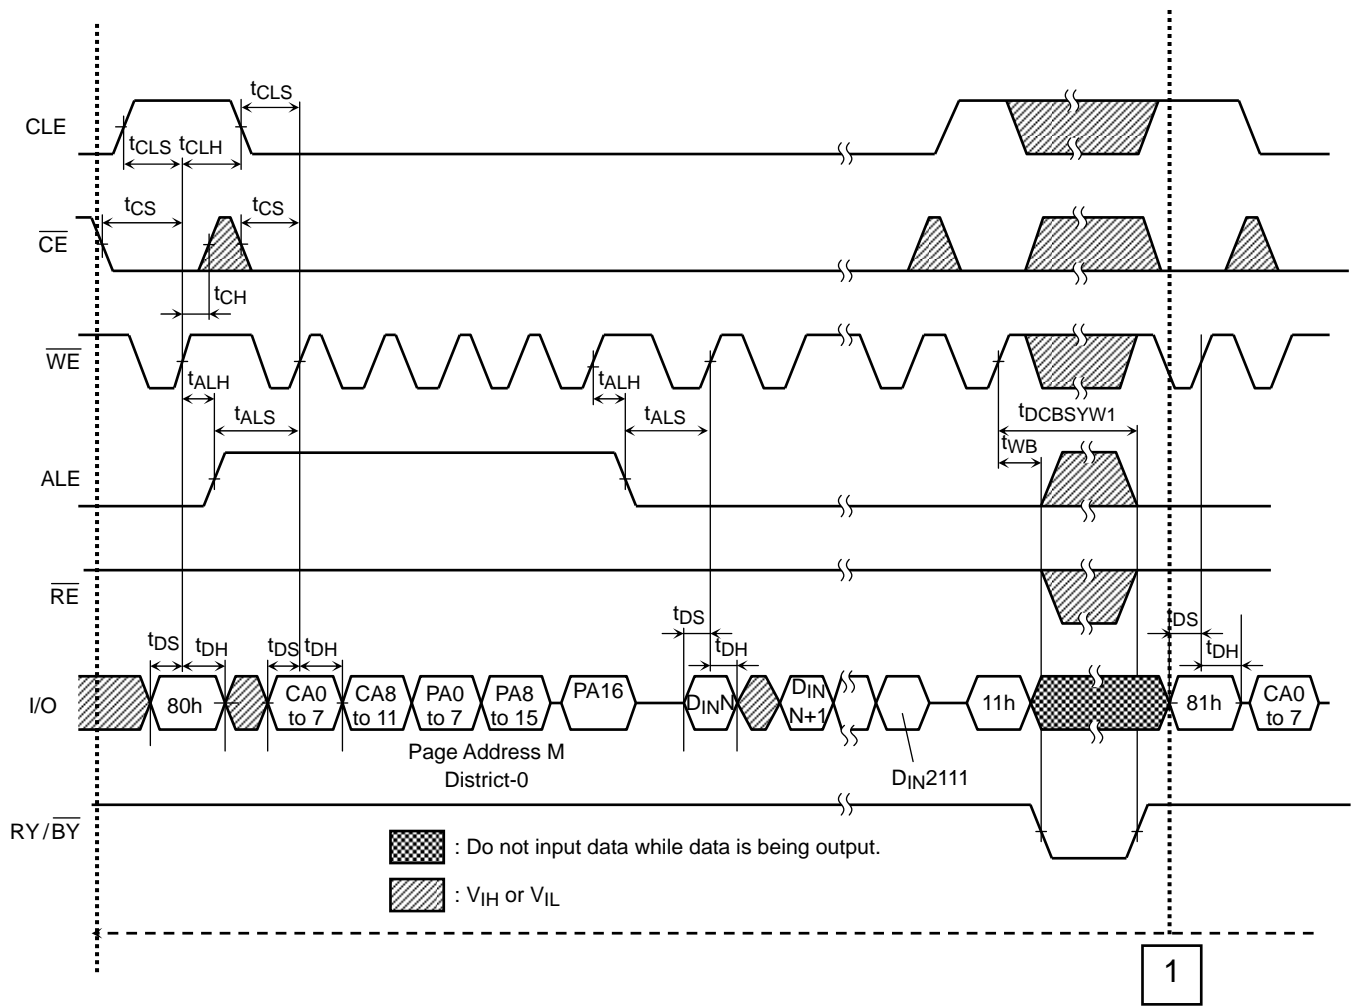 tCLS
CLE
tCLS tCLH
tCS tCS
CE
tCH
WE
tALH tALH
tALS tALS tDCBSYW1
tWB
ALE
RE
tDS tDH tDS tDH tDS tDH DS tDH
I/O
80h
CA0 to 7
CA8 to 11
PA0 to 7
PA8 to 15
PA16
DINN
DIN N+1
11h
81h
CA0 to 7
Page Address M
District-0
DIN2111
RY/BY
: Do not input data while data is being output.
: VIH or VIL
1